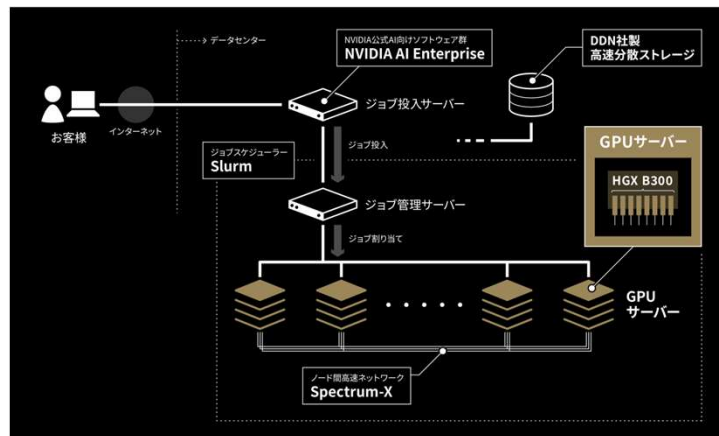 データセンター
NVIDIA公式AI向けソフトウェア群
NVIDIA AI Enterprise
DDN社製
高速分散ストレージ
お客様
インターネット
ジョブ投入サーバー
ジョブ投入
ジョブスケジューラー
Slurm
GPUサーバー
HGX B300
ジョブ管理サーバー
ジョブ割り当て
GPU
サーバー
ノード間高速ネットワーク
Spectrum-X